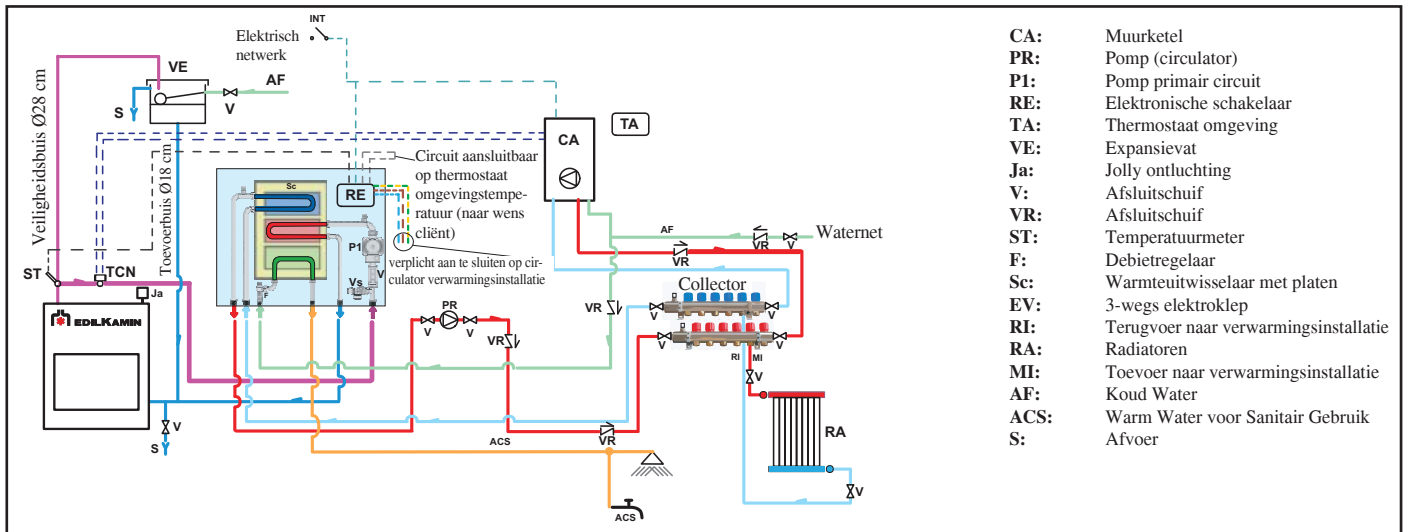 INT
Elektrisch
netwerk
VE
AF
S
V
Veiligheidsbuis Ø28 cm
Toevoerbuis Ø18 cm
CA
TA
Sc
RE
Circuit aansluitbaar
op thermostaat
omgevingstempe-
ratuur (naar wens
cliënt)
P1
V
Vs
F
verplicht aan te sluiten op cir-
culator verwarmingsinstallatie
AF
VR
V
Waternet
ST
TCN
Ja
EDILKAMIN
PR
V
V
VR
VR
Collector
V
V
V
V
RI
MI
V
RA
V
V
S
ACS
VR
ACS
CA: Muurketel
PR: Pomp (circulator)
P1: Pomp primair circuit
RE: Elektronische schakelaar
TA: Thermostaat omgeving
VE: Expansievat
Ja: Jolly ontluchting
V: Afsluitschuif
VR: Afsluitschuif
ST: Temperatuurmeter
F: Debietregelaar
Sc: Warmteuitwisselaar met platen
EV: 3-wegs elektroklep
RI: Terugvoer naar verwarmingsinstallatie
RA: Radiatoren
MI: Toevoer naar verwarmingsinstallatie
AF: Koud Water
ACS: Warm Water voor Sanitair Gebruik
S: Afvoer